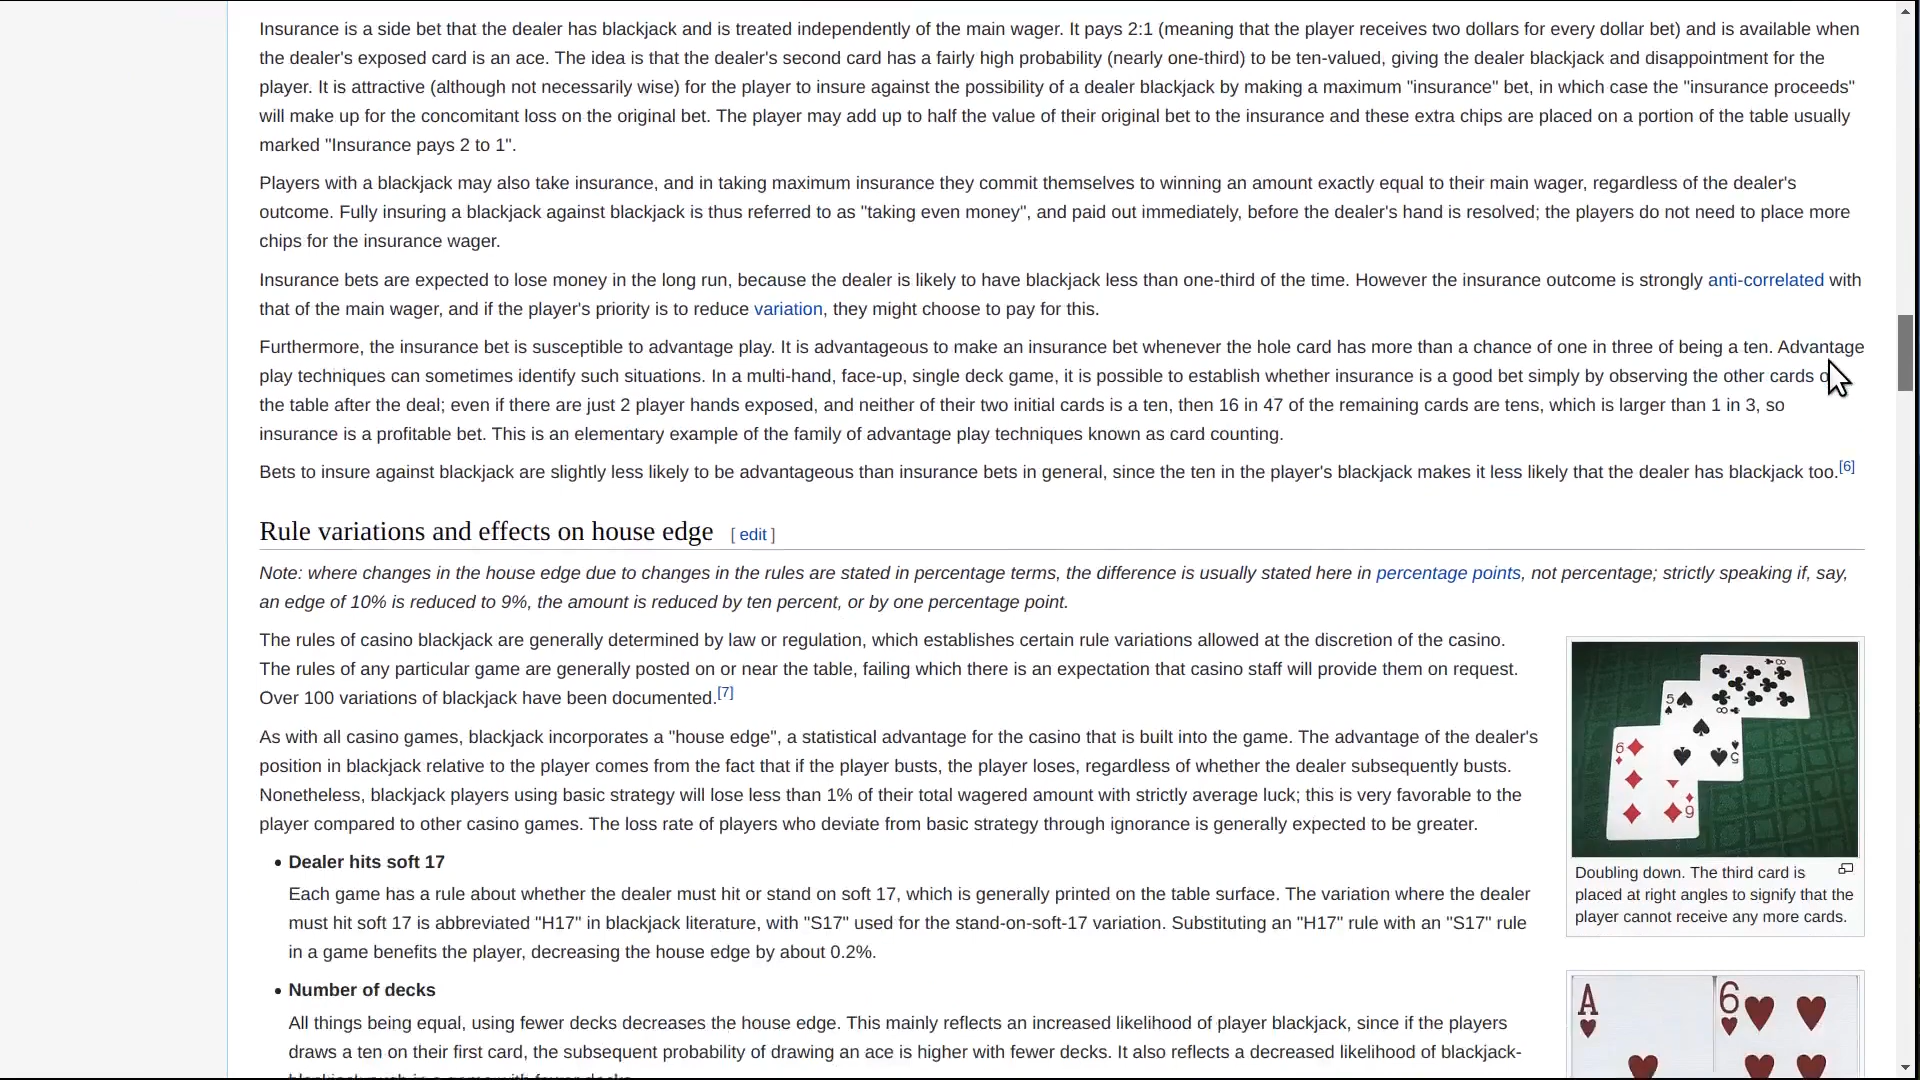 Insurance is a side bet that the dealer has blackjack and is treated independently of the main wager. It pays 2:1 (meaning that the player receives two dollars for every dollar bet) and is available when
the dealer's exposed card is an ace. The idea is that the dealer's second card has a fairly high probability (nearly one-third) to be ten-valued, giving the dealer blackjack and disappointment for the
player. It is attractive (although not necessarily wise) for the player to insure against the possibility of a dealer blackjack by making a maximum "insurance" bet, in which case the "insurance proceeds"
will make up for the concomitant loss on the original bet. The player may add up to half the value of their original bet to the insurance and these extra chips are placed on a portion of the table usually
marked "Insurance pays 2 to 1".
Players with a blackjack may also take insurance, and in taking maximum insurance they commit themselves to winning an amount exactly equal to their main wager, regardless of the dealer's
outcome. Fully insuring a blackjack against blackjack is thus referred to as "taking even money", and paid out immediately, before the dealer's hand is resolved; the players do not need to place more
chips for the insurance wager.
Insurance bets are expected to lose money in the long run, because the dealer is likely to have blackjack less than one-third of the time. However the insurance outcome is strongly anti-correlated with
that of the main wager, and if the player's priority is to reduce variation, they might choose to pay for this.
Furthermore, the insurance bet is susceptible to advantage play. It is advantageous to make an insurance bet whenever the hole card has more than a chance of one in three of being a ten. Advantage
play techniques can sometimes identify such situations. In a multi-hand, face-up, single deck game, it is possible to establish whether insurance is a good bet simply by observing the other cards
the table after the deal; even if there are just 2 player hands exposed, and neither of their two initial cards is a ten, then 16 in 47 of the remaining cards are tens, which is larger than 1 in 3, so
insurance is a profitable bet. This is an elementary example of the family of advantage play techniques known as card counting.
Bets to insure against blackjack are slightly less likely to be advantageous than insurance bets in general, since the ten in the player's blackjack makes it less likely that the dealer has blackjack too.[6]
Rule variations and effects on house edge [ edit ]
Note: where changes in the house edge due to changes in the rules are stated in percentage terms, the difference is usually stated here in percentage points, not percentage; strictly speaking if, say,
an edge of 10% is reduced to 9%, the amount is reduced by ten percent, or by one percentage point.
The rules of casino blackjack are generally determined by law or regulation, which establishes certain rule variations allowed at the discretion of the casino.
The rules of any particular game are generally posted on or near the table, failing which there is an expectation that casino staff will provide them on request.
Over 100 variations of blackjack have been documented.[7]
As with all casino games, blackjack incorporates a "house edge", a statistical advantage for the casino that is built into the game. The advantage of the dealer's
position in blackjack relative to the player comes from the fact that if the player busts, the player loses, regardless of whether the dealer subsequently busts.
Nonetheless, blackjack players using basic strategy will lose less than 1% of their total wagered amount with strictly average luck; this is very favorable to the
player compared to other casino games. The loss rate of players who deviate from basic strategy through ignorance is generally expected to be greater.
• Dealer hits soft 17
Each game has a rule about whether the dealer must hit or stand on soft 17, which is generally printed on the table surface. The variation where the dealer
must hit soft 17 is abbreviated "H17" in blackjack literature, with "S17" used for the stand-on-soft-17 variation. Substituting an "H17" rule with an "S17" rule
in a game benefits the player, decreasing the house edge by about 0.2%.
• Number of decks
All things being equal, using fewer decks decreases the house edge. This mainly reflects an increased likelihood of player blackjack, since if the players
draws a ten on their first card, the subsequent probability of drawing an ace is higher with fewer decks. It also reflects a decreased likelihood of blackjack-
8
5
8
5
6
6
Doubling down. The third card is
placed at right angles to signify that the
player cannot receive any more cards.
A
6